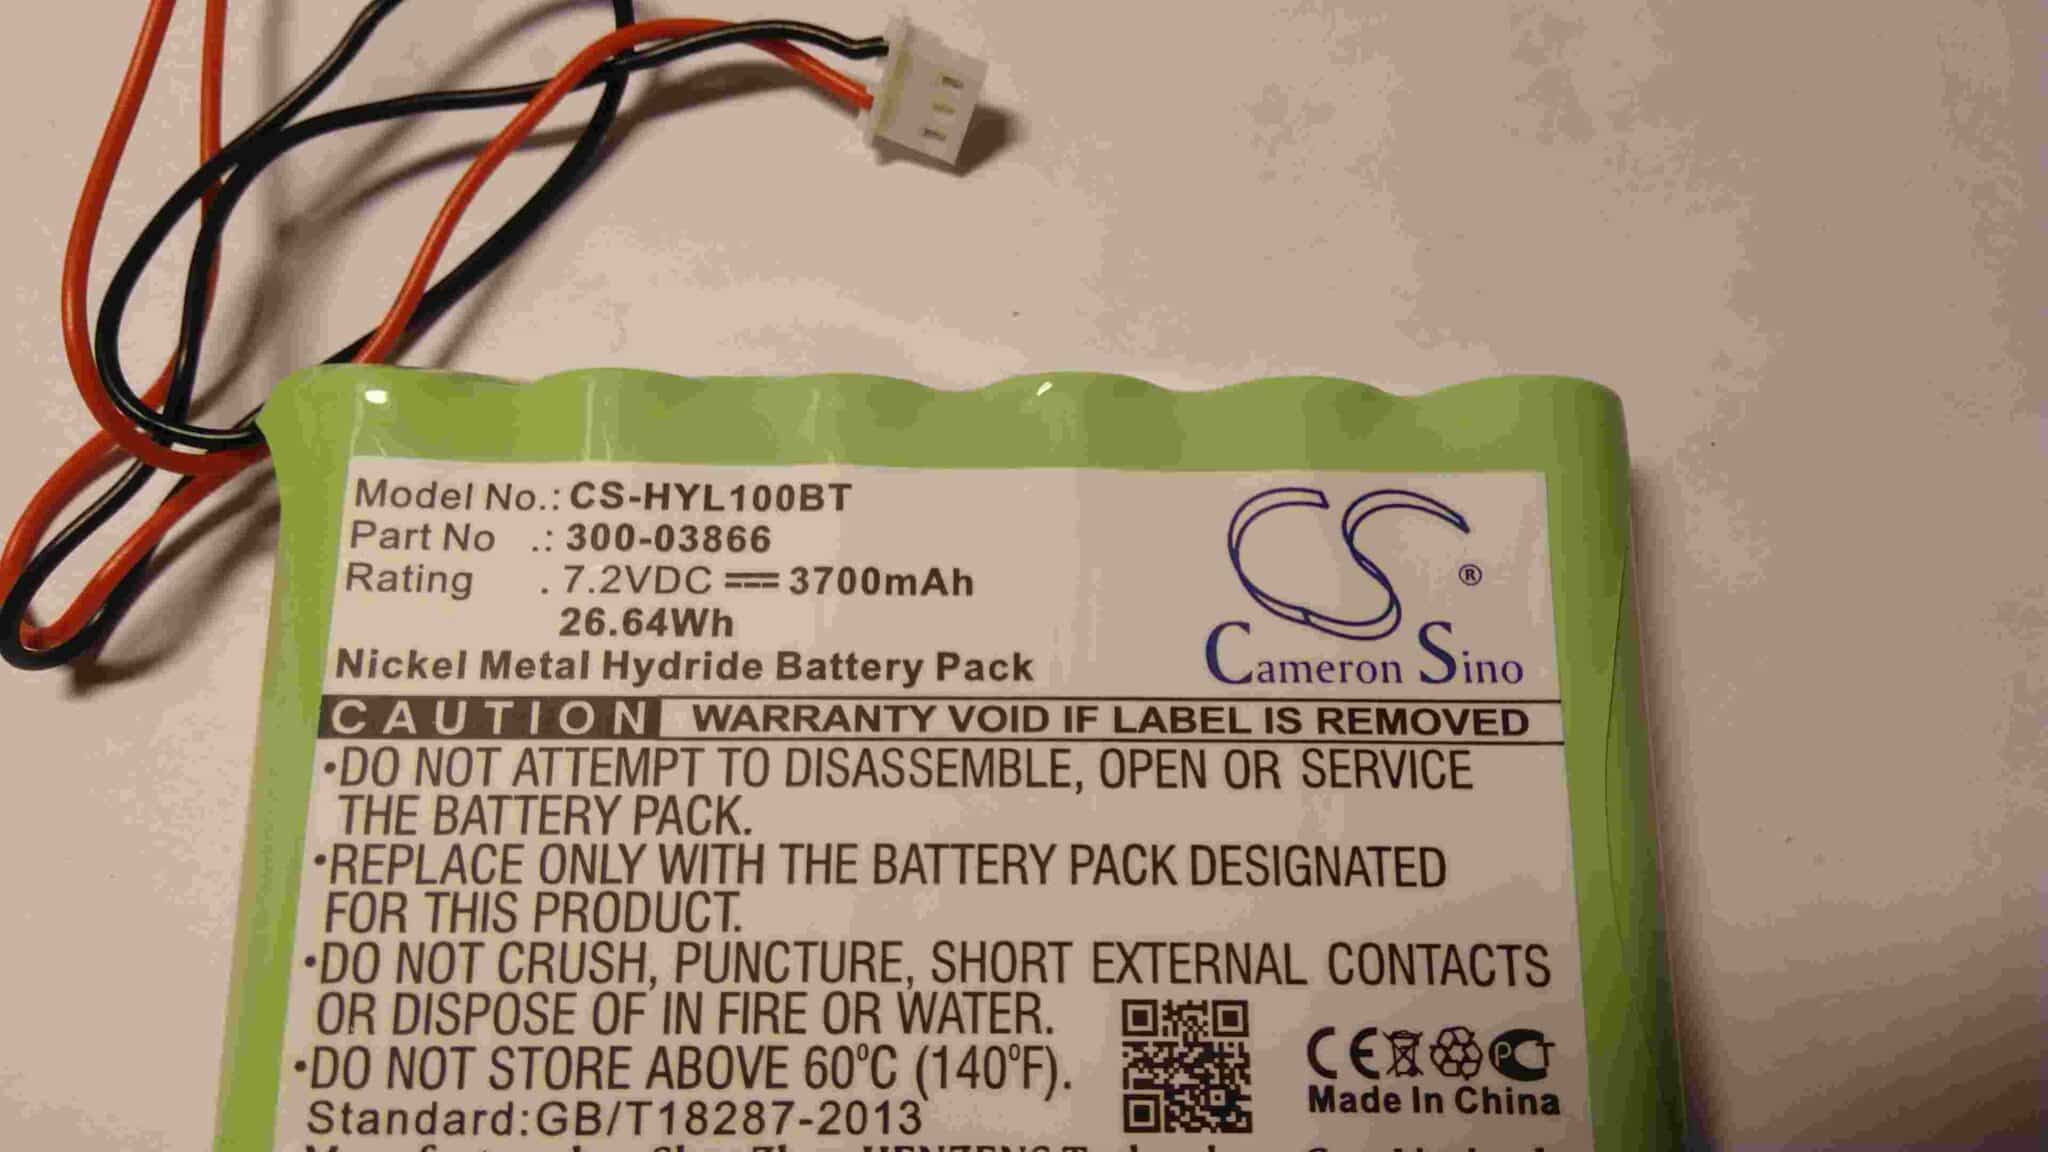 Model No.: CS-HYL100BT
Part No .: 300-03866
Rating . 7.2VDC 3700mAh
26.64Wh
Nickel Metal Hydride Battery Pack
CS ®
Cameron Sino
CAUTION WARRANTY VOID IF LABEL IS REMOVED
•DO NOT ATTEMPT TO DISASSEMBLE, OPEN OR SERVICE
THE BATTERY PACK.
•REPLACE ONLY WITH THE BATTERY PACK DESIGNATED
FOR THIS PRODUCT.
•DO NOT CRUSH, PUNCTURE, SHORT EXTERNAL CONTACTS
OR DISPOSE OF IN FIRE OR WATER.
•DO NOT STORE ABOVE 60°C (140°F).
Standard:GB/T18287-2013
CE PCT
Made In China